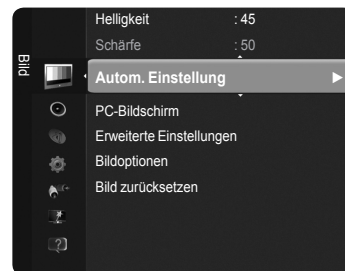 Bild
Helligkeit : 45
Schärfe : 50
Autom. Einstellung
PC-Bildschirm
Erweiterte Einstellungen
Bildoptionen
Bild zurücksetzen